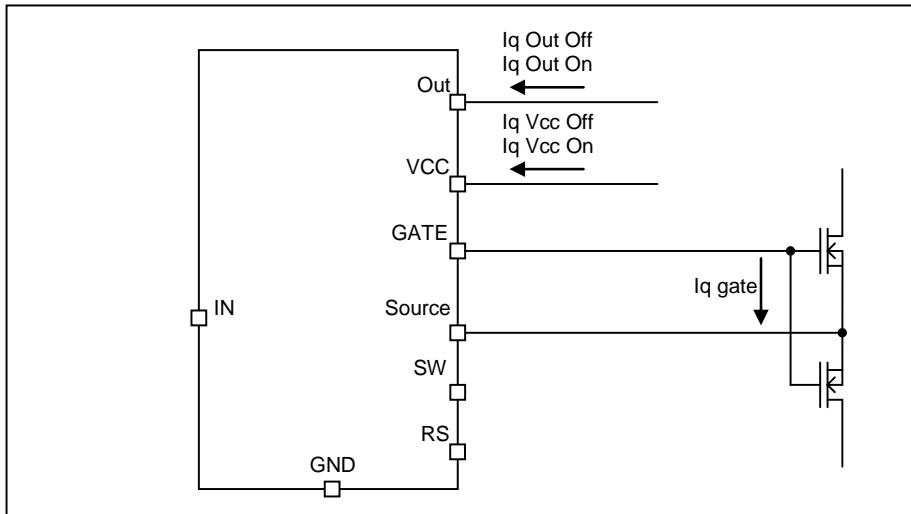 Iq Out Off
Iq Out On
Out
Iq Vcc Off
Iq Vcc On
VCC
GATE
Iq gate
IN
Source
SW
RS
GND